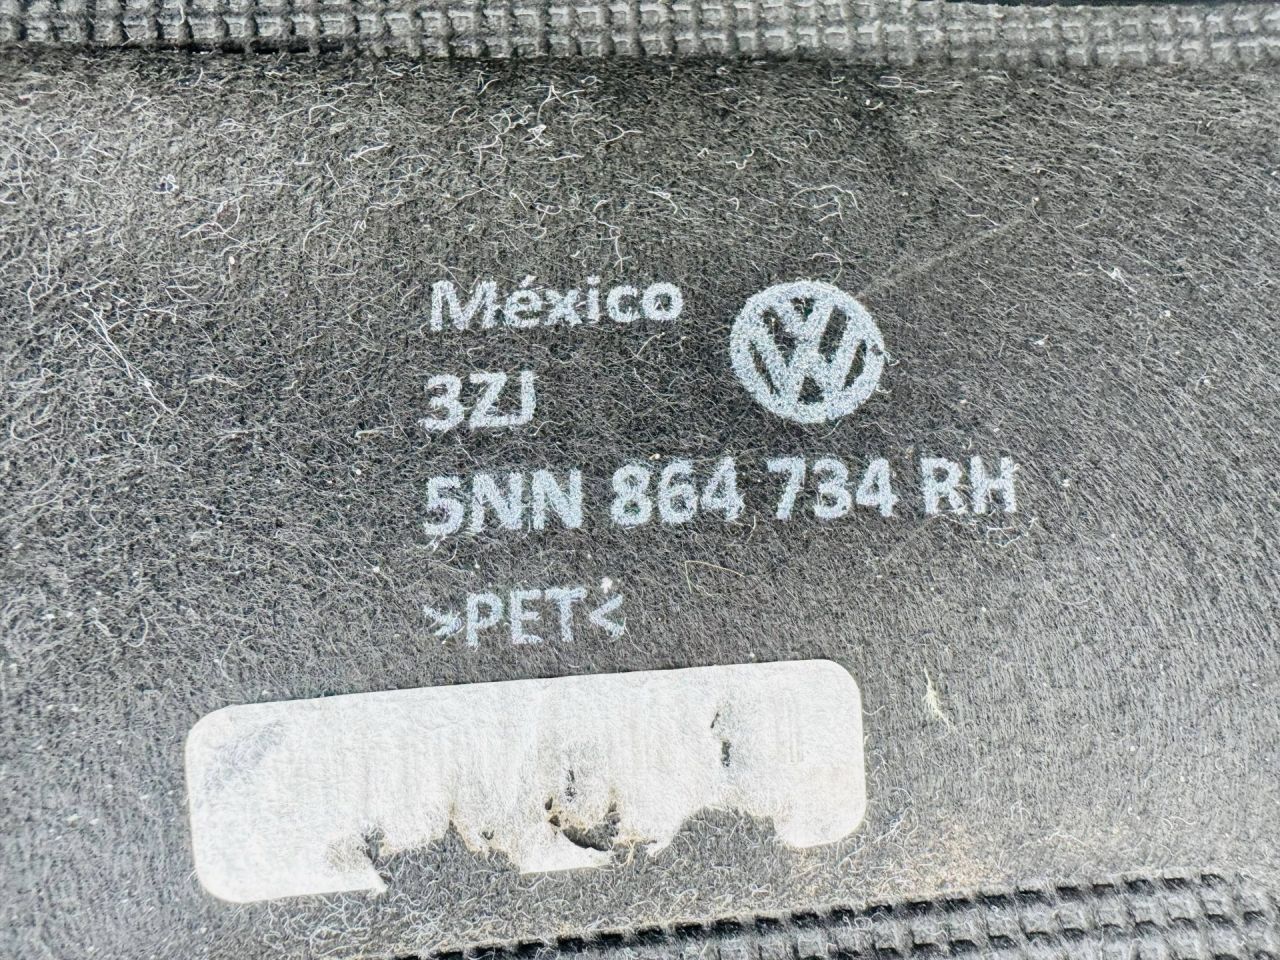 México
3ZJ
5NN 864 734 RH
>PET<